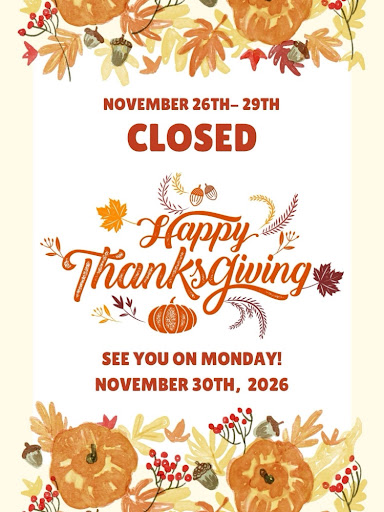 NOVEMBER 26TH– 29TH
CLOSED
Happy
Thanksgiving
SEE YOU ON MONDAY!
NOVEMBER 30TH, 2026